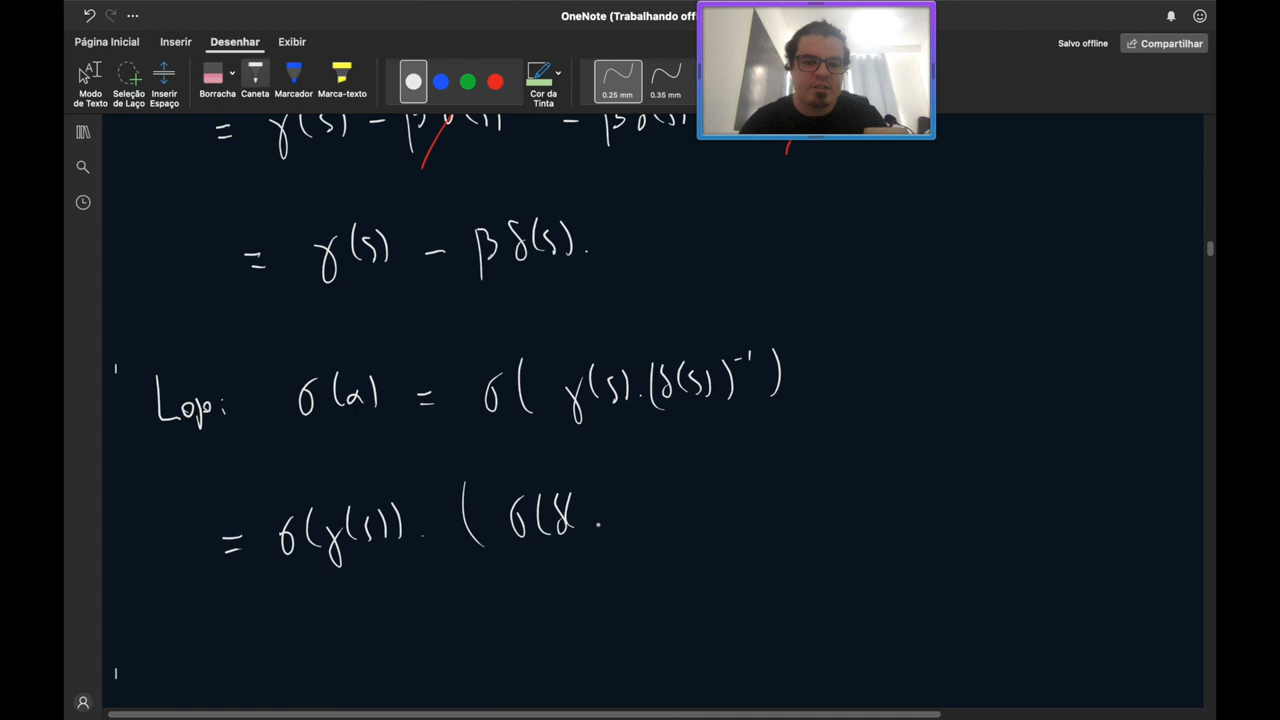 OneNote (Trabalhando off
Salvo offline
Compartilhar
Página Inicial Inserir Desenhar Exibir
Modo de Texto
Seleção de Laço
Inserir Espaço
Borracha
Caneta
Marcador
Marca-texto
Cor da Tinta
0.25 mm
0.35 mm
= γ(ζ) - β δ(ζ).
Logo: σ(α) = σ( γ(ζ).(δ(ζ))⁻¹ )
= σ(γ(ζ)) . ( σ(δ